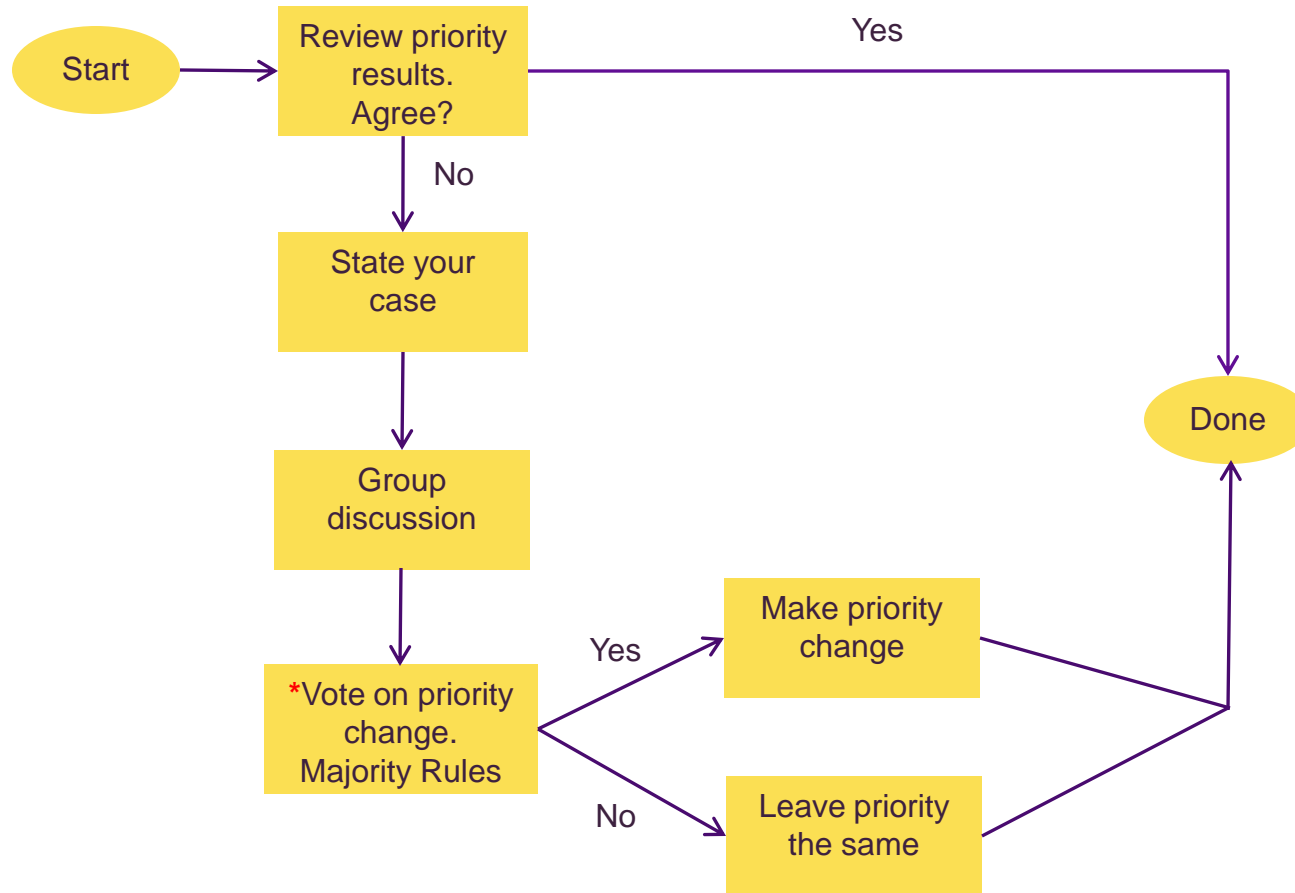 Start
Review priority
results.
Agree?
Yes
No
State your
case
Group
discussion
Done
*Vote on priority
change.
Majority Rules
Yes
Make priority
change
No
Leave priority
the same